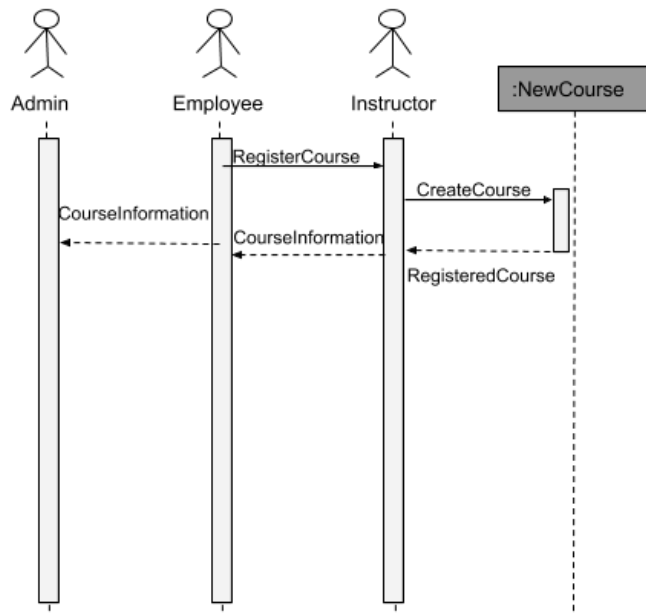 Admin
Employee
Instructor
:NewCourse
RegisterCourse
CreateCourse
CourseInformation
CourseInformation
RegisteredCourse